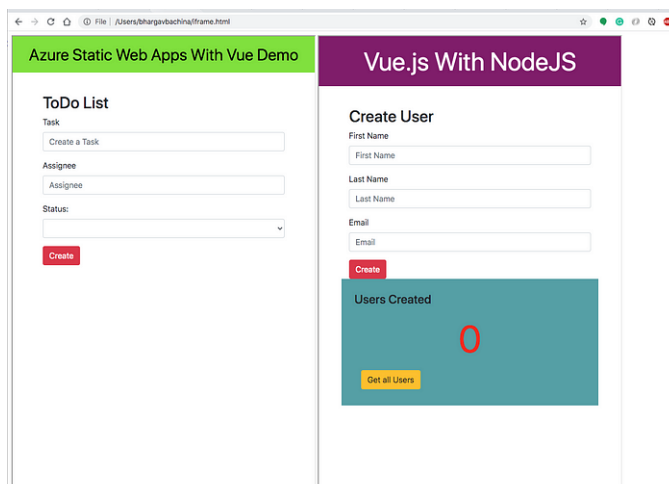 File | /Users/bhargavbachina/iframe.html
Azure Static Web Apps With Vue Demo
ToDo List
Task
Create a Task
Assignee
Assignee
Status:
Create
Vue.js With NodeJS
Create User
First Name
First Name
Last Name
Last Name
Email
Email
Create
Users Created
0
Get all Users